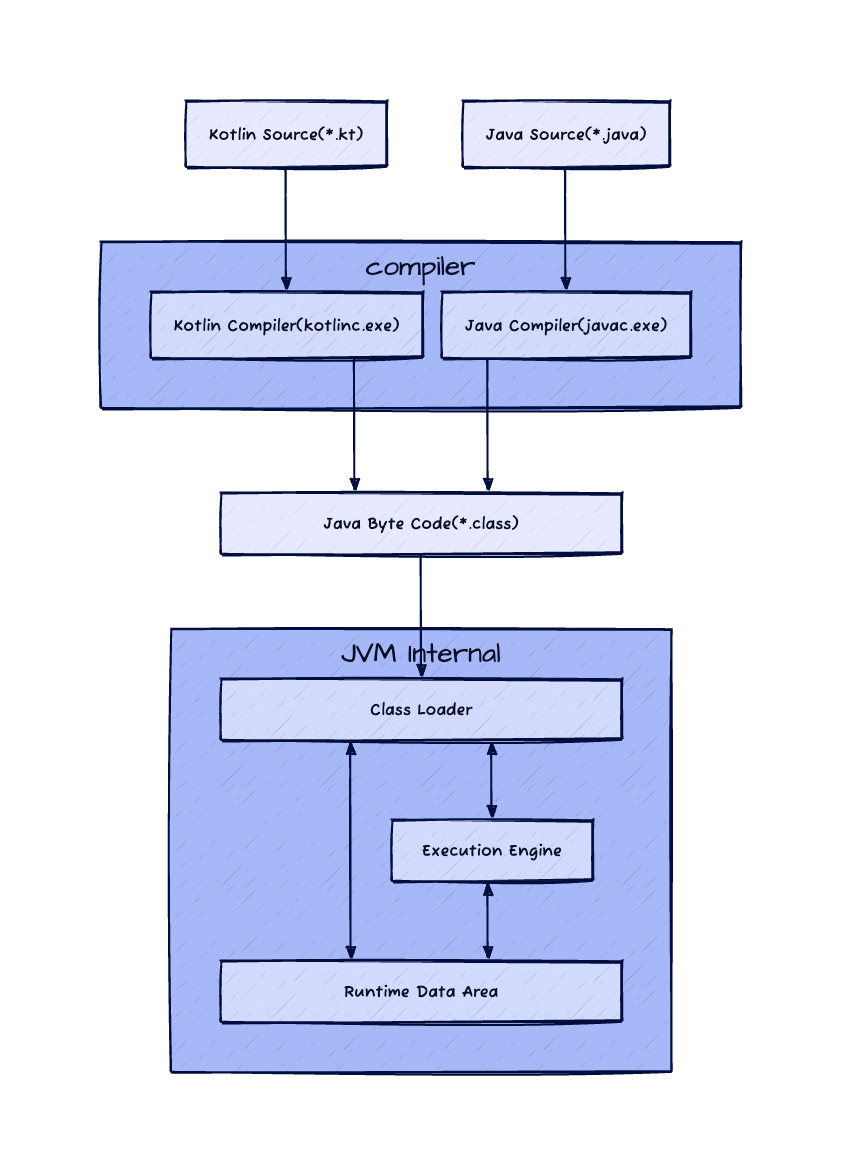 Kotlin Source(*.kt)
Java Source(*.java)
compiler
Kotlin Compiler(kotlinc.exe)
Java Compiler(javac.exe)
Java Byte Code(*.class)
JVM Internal
Class Loader
Execution Engine
Runtime Data Area